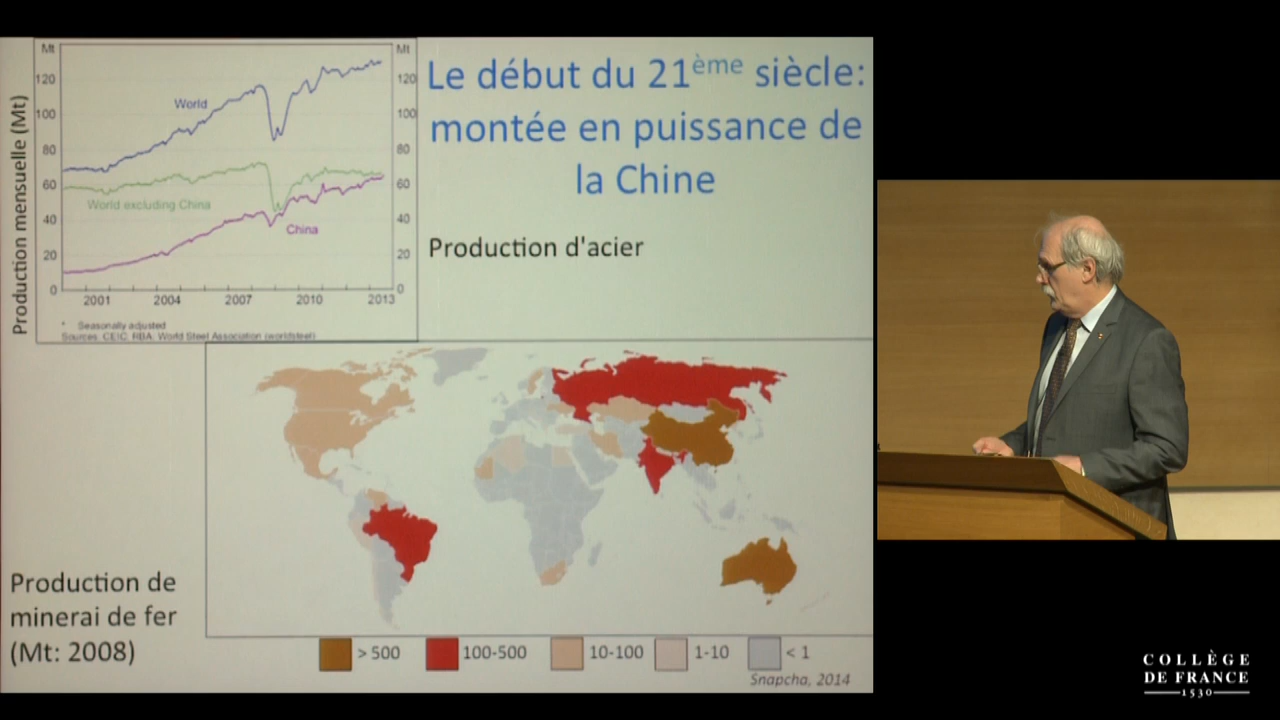 Le début du 21ème siècle:
montée en puissance de
la Chine
Production d'acier
Production mensuelle (Mt)
Mt
Mt
120
120
100
100
80
80
60
60
40
40
20
20
0
0
World
World excluding China
China
2001
2004
2007
2010
2013
* Seasonally adjusted
Sources: CEIC; RBA; World Steel Association (worldsteel)
Production de
minerai de fer
(Mt: 2008)
> 500
100-500
10-100
1-10
< 1
Snapcha, 2014
COLLÈGE
DE FRANCE
1530